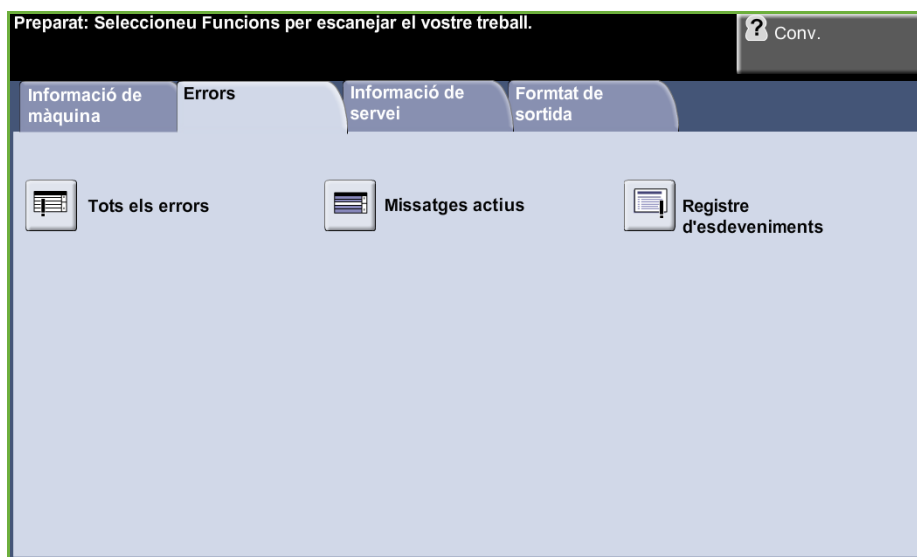 Preparat: Seleccioneu Funcions per escanejar el vostre treball.
? Conv.
Informació de
màquina
Errors
Informació de
servei
Formtat de
sortida
Tots els errors
Missatges actius
Registre
d'esdeveniments